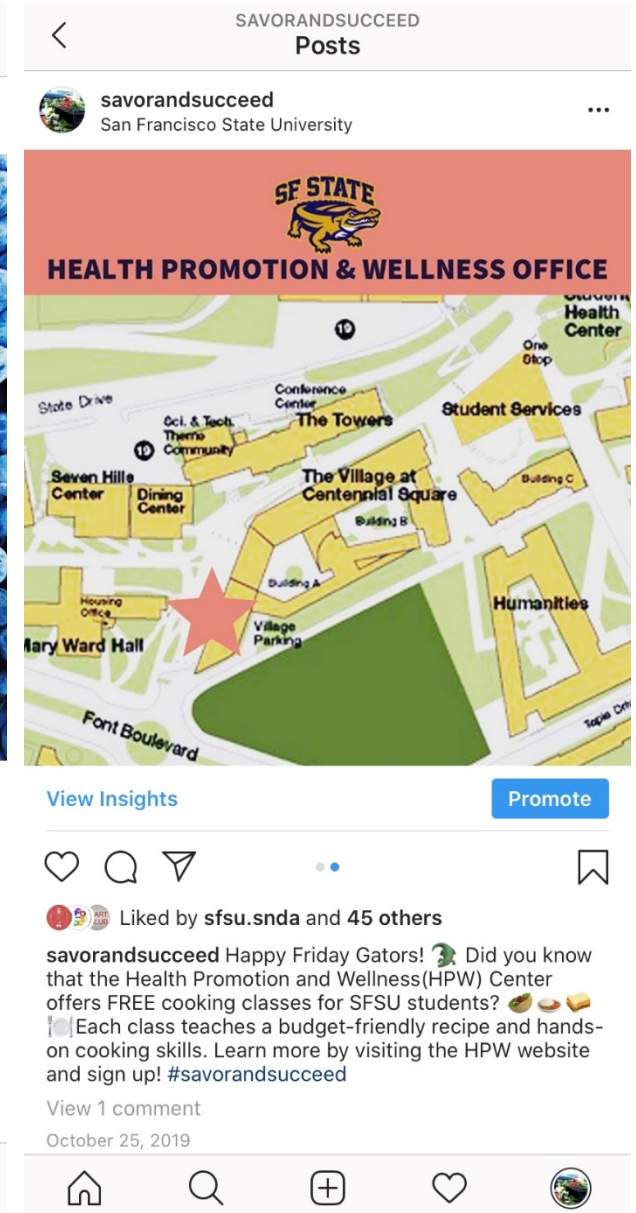 SAVORANDSUCCEED
Posts
savorandsucceed
San Francisco State University
SF STATE
HEALTH PROMOTION & WELLNESS OFFICE
Student
Health
Center
19
One
Stop
State Drive
Conference
Center
The Towers
Student Services
Sci. & Tech.
Theme
Community
19
Seven Hills
Center
Dining
Center
The Village at
Centennial Square
Building C
Building B
Building A
Housing
Office
Humanities
Mary Ward Hall
Village
Parking
Font Boulevard
Tapia
View Insights
Promote
ART
Liked by sfsu.snda and 45 others
savorandsucceed Happy Friday Gators! 🐊 Did you know
that the Health Promotion and Wellness(HPW) Center
offers FREE cooking classes for SFSU students? 🥙🍛🥪
🍽️Each class teaches a budget-friendly recipe and hands-
on cooking skills. Learn more by visiting the HPW website
and sign up! #savorandsucceed
View 1 comment
October 25, 2019